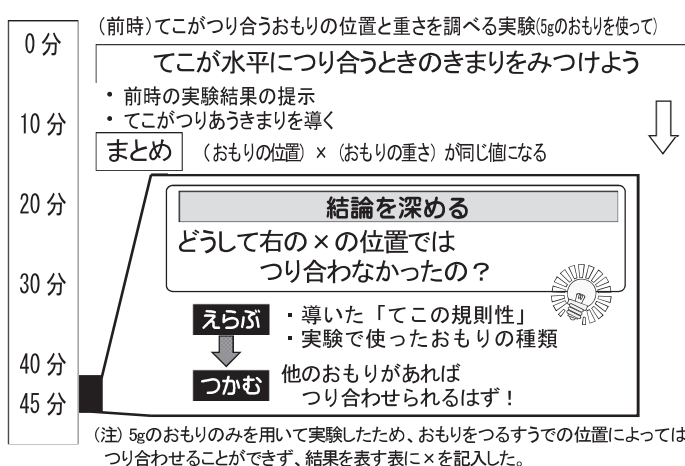 (前時)てこがつり合うおもりの位置と重さを調べる実験(5gのおもりを使って)
0分
てこが水平につり合うときのきまりをみつけよう
・ 前時の実験結果の提示
10分
・ てこがつりあうきまりを導く
まとめ (おもりの位置) × (おもりの重さ) が同じ値になる
20分
結論を深める
どうして右の×の位置では
つり合わなかったの？
30分
えらぶ ・導いた「てこの規則性」
・実験で使ったおもりの種類
40分
つかむ 他のおもりがあれば
45分
つり合わせられるはず！
(注) 5gのおもりのみを用いて実験したため、おもりをつるすうでの位置によっては
つり合わせることができず、結果を表す表に×を記入した。